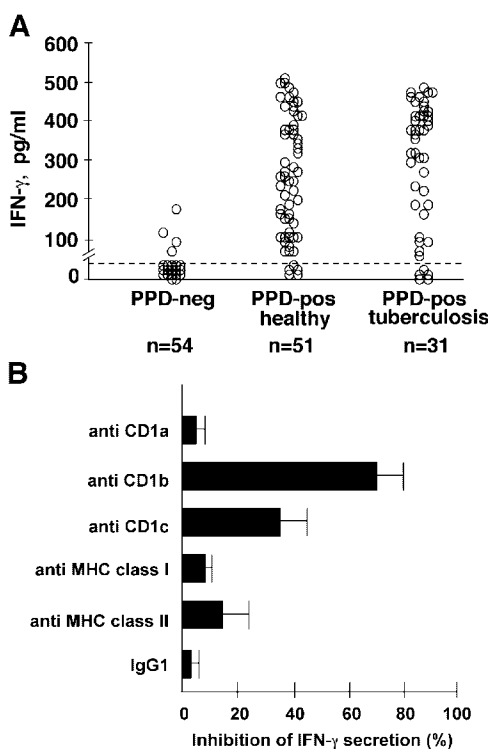 A
IFN-γ, pg/ml
600
500
400
300
200
100
0
PPD-neg PPD-pos healthy PPD-pos tuberculosis
n=54 n=51 n=31
B
anti CD1a
anti CD1b
anti CD1c
anti MHC class I
anti MHC class II
IgG1
0 20 40 60 80 100
Inhibition of IFN-γ secretion (%)